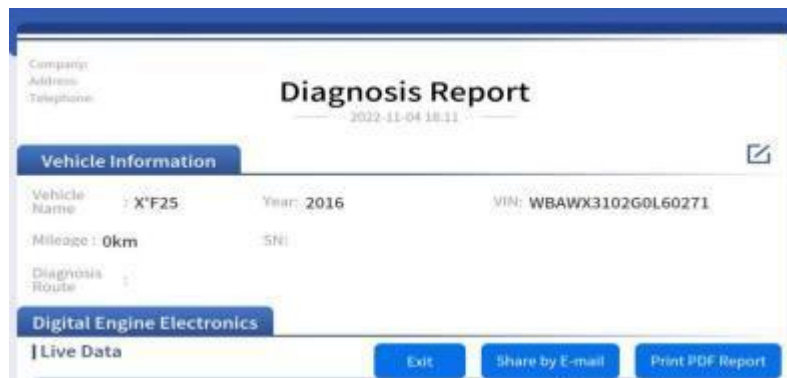 Company:
Address:
Telephone:
Diagnosis Report
2022-11-04 18:11
Vehicle Information
Vehicle Name : X'F25 Year: 2016 VIN: WBAWX3102G0L60271
Mileage : 0km SN:
Diagnosis Route :
Digital Engine Electronics
Live Data
Exit Share by E-mail Print PDF Report